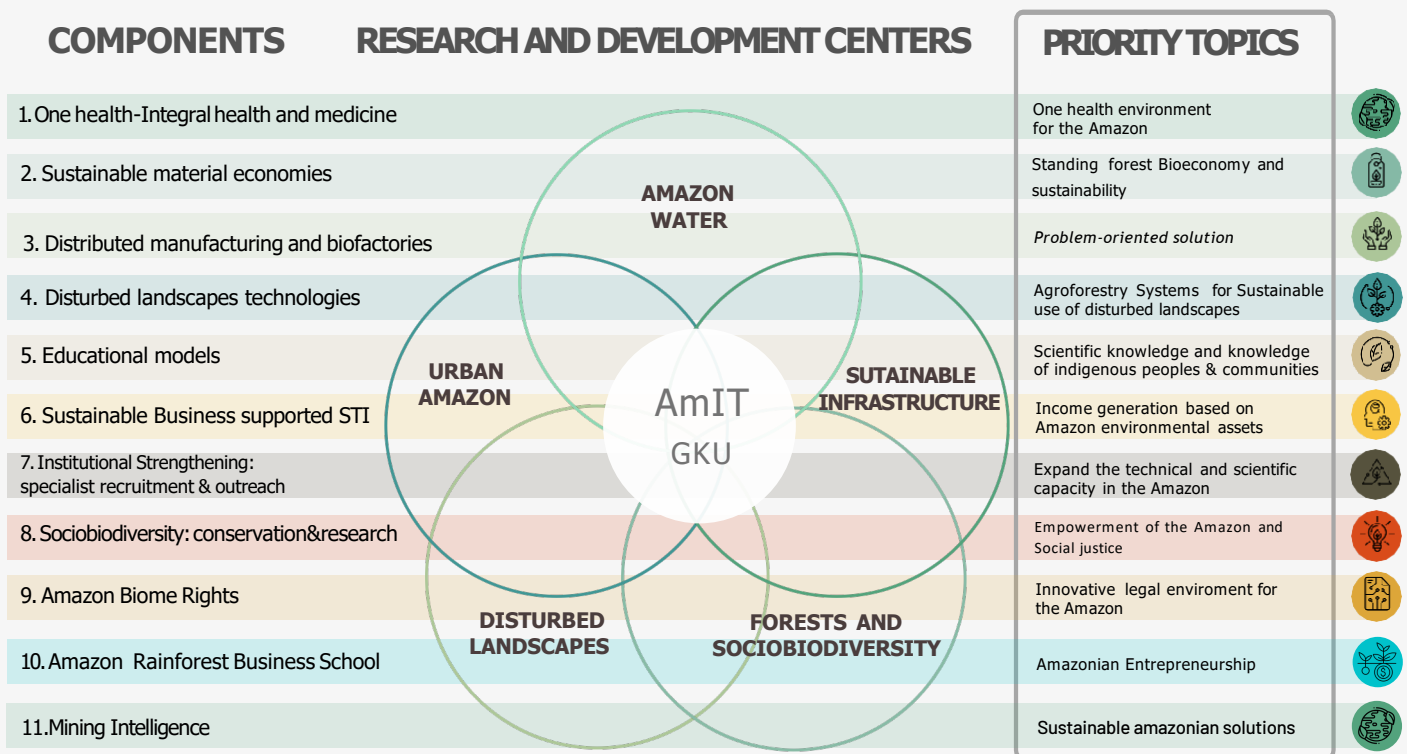 COMPONENTS
RESEARCH AND DEVELOPMENT CENTERS
PRIORITY TOPICS
1. One health-Integral health and medicine
One health environment
for the Amazon
2. Sustainable material economies
Standing forest Bioeconomy and
sustainability
AMAZON
WATER
3. Distributed manufacturing and biofactories
Problem-oriented solution
4. Disturbed landscapes technologies
Agroforestry Systems for Sustainable
use of disturbed landscapes
5. Educational models
Scientific knowledge and knowledge
of indigenous peoples & communities
URBAN
AMAZON
SUTAINABLE
INFRASTRUCTURE
AmIT
GKU
6. Sustainable Business supported STI
Income generation based on
Amazon environmental assets
7. Institutional Strengthening:
specialist recruitment & outreach
Expand the technical and scientific
capacity in the Amazon
8. Sociobiodiversity: conservation&research
Empowerment of the Amazon and
Social justice
9. Amazon Biome Rights
Innovative legal enviroment for
the Amazon
DISTURBED
LANDSCAPES
FORESTS AND
SOCIOBIODIVERSITY
10. Amazon Rainforest Business School
Amazonian Entrepreneurship
11.Mining Intelligence
Sustainable amazonian solutions